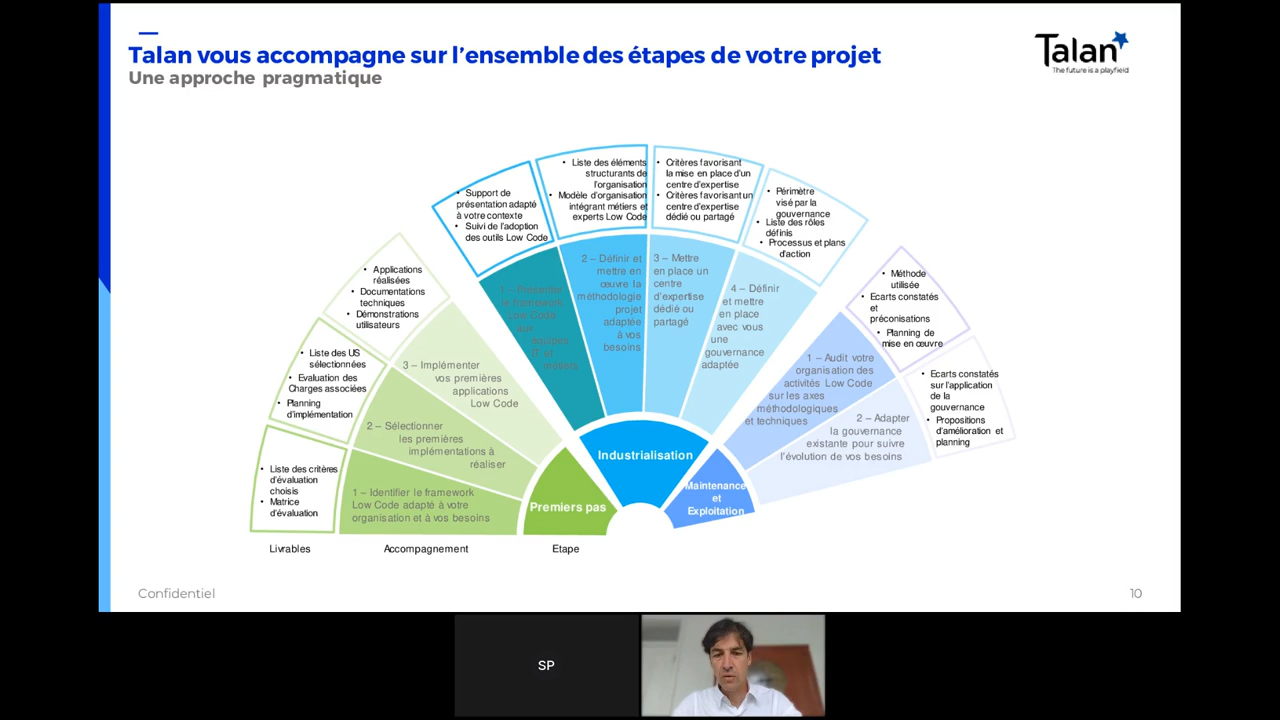 Talan vous accompagne sur l'ensemble des étapes de votre projet
Une approche pragmatique
Talan
The future is a playfield
• Liste des critères
d'évaluation
choisis
• Matrice
d'évaluation
• Liste des US
sélectionnées
• Evaluation des
Charges associées
• Planning
d'implémentation
• Applications
réalisées
• Documentations
techniques
• Démonstrations
utilisateurs
1 – Identifier le framework
Low Code adapté à votre
organisation et à vos besoins
2 – Sélectionner
les premières
implémentations à
réaliser
3 – Implémenter
vos premières
applications
Low Code
Premiers pas
• Support de
présentation adapté
à votre contexte
• Suivi de l'adoption
des outils Low Code
• Liste des éléments
structurants de
l'organisation
• Modèle d'organisation
intégrant métiers et
experts Low Code
• Critères favorisant
la mise en place d'un
centre d'expertise
• Critères favorisant un
centre d'expertise
dédié ou partagé
• Périmètre
visé par la
gouvernance
• Liste des rôles
définis
• Processus et plans
d'action
1 – Présenter
le framework
Low Code
aux
équipes
IT et
métiers
2 – Définir et
mettre en
œuvre la
méthodologie
projet
adaptée
à vos
besoins
3 – Mettre
en place un
centre
d'expertise
dédié ou
partagé
4 – Définir
et mettre
en place
avec vous
une
gouvernance
adaptée
Industrialisation
• Méthode
utilisée
• Ecarts constatés
et
préconisations
• Planning de
mise en œuvre
• Ecarts constatés
sur l'application
de la
gouvernance
• Propositions
d'amélioration et
planning
1 – Audit votre
organisation des
activités Low Code
sur les axes
méthodologiques
et techniques
2 – Adapter
la gouvernance
existante pour suivre
l'évolution de vos besoins
Maintenance
et
Exploitation
Livrables
Accompagnement
Etape
Confidentiel
10
SP